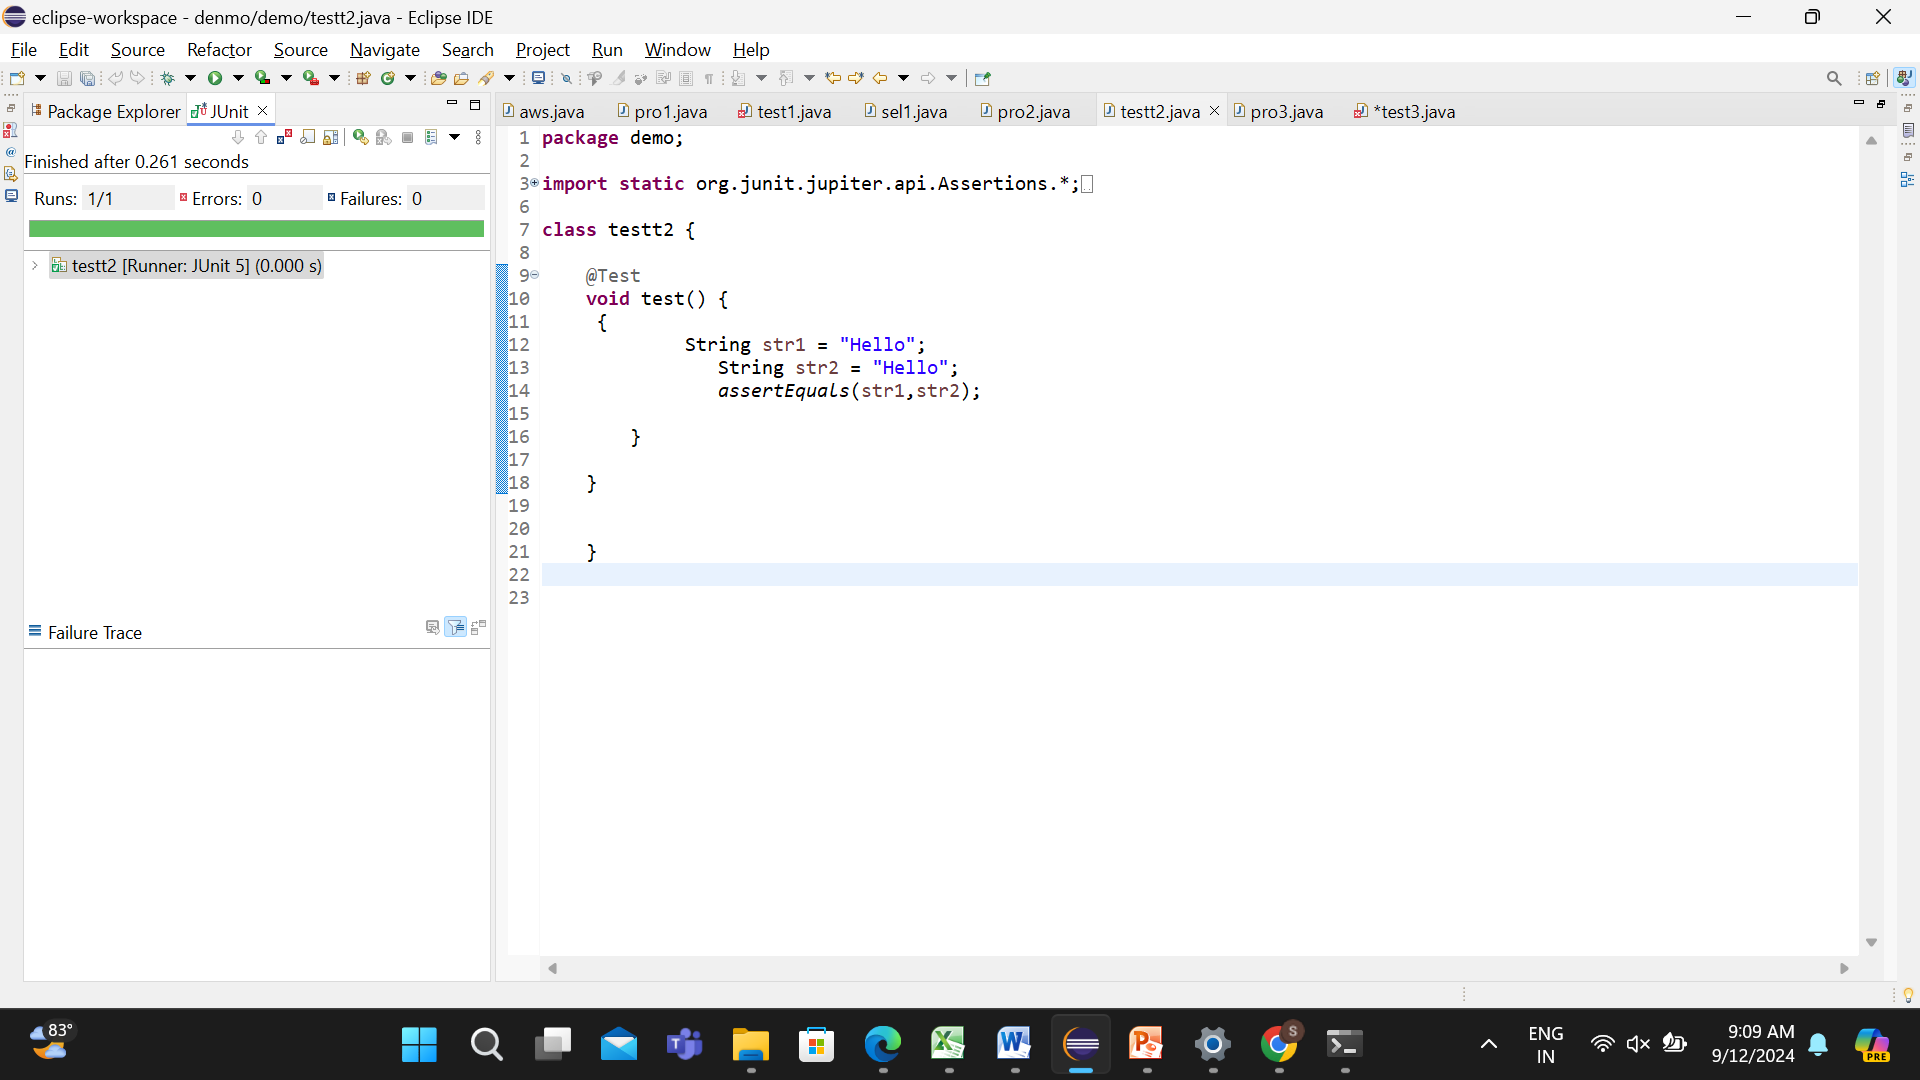 eclipse-workspace - denmo/demo/testt2.java - Eclipse IDE
File Edit Source Refactor Source Navigate Search Project Run Window Help
Package Explorer JUnit
aws.java pro1.java test1.java sel1.java pro2.java testt2.java pro3.java *test3.java
Finished after 0.261 seconds
Runs: 1/1 Errors: 0 Failures: 0
testt2 [Runner: JUnit 5] (0.000 s)
Failure Trace
1 package demo;
2
3 import static org.junit.jupiter.api.Assertions.*;
6
7 class testt2 {
8
9 @Test
10 void test() {
11 {
12 String str1 = "Hello";
13 String str2 = "Hello";
14 assertEquals(str1,str2);
15
16 }
17
18 }
19
20
21 }
22
23
83°
S
ENG
IN
9:09 AM
9/12/2024
PRE